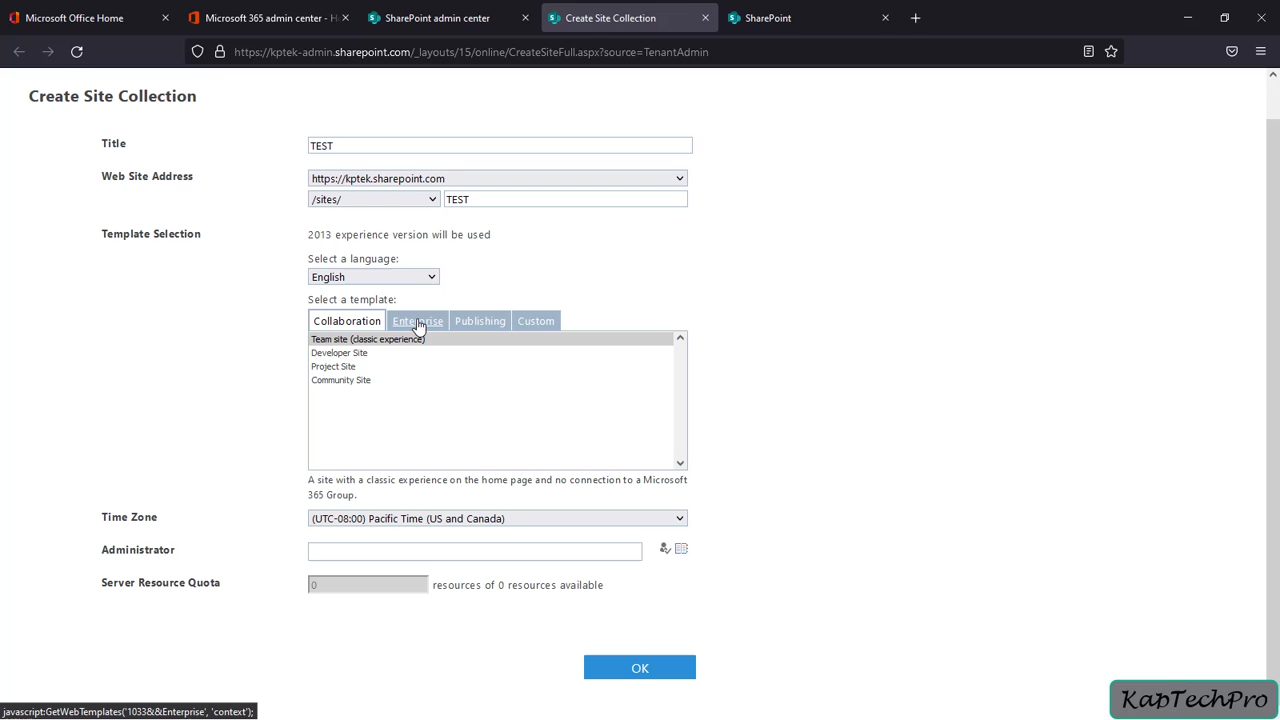 Microsoft Office Home
Microsoft 365 admin center - H
SharePoint admin center
Create Site Collection
SharePoint
https://kptek-admin.sharepoint.com/_layouts/15/online/CreateSiteFull.aspx?source=TenantAdmin
Create Site Collection
Title
TEST
Web Site Address
https://kptek.sharepoint.com
/sites/
TEST
Template Selection
2013 experience version will be used
Select a language:
English
Select a template:
Collaboration
Enterprise
Publishing
Custom
Team site (classic experience)
Developer Site
Project Site
Community Site
A site with a classic experience on the home page and no connection to a Microsoft
365 Group.
Time Zone
(UTC-08:00) Pacific Time (US and Canada)
Administrator
Server Resource Quota
0
resources of 0 resources available
OK
javascript:GetWebTemplates('1033&&Enterprise', 'context');
KapTechPro